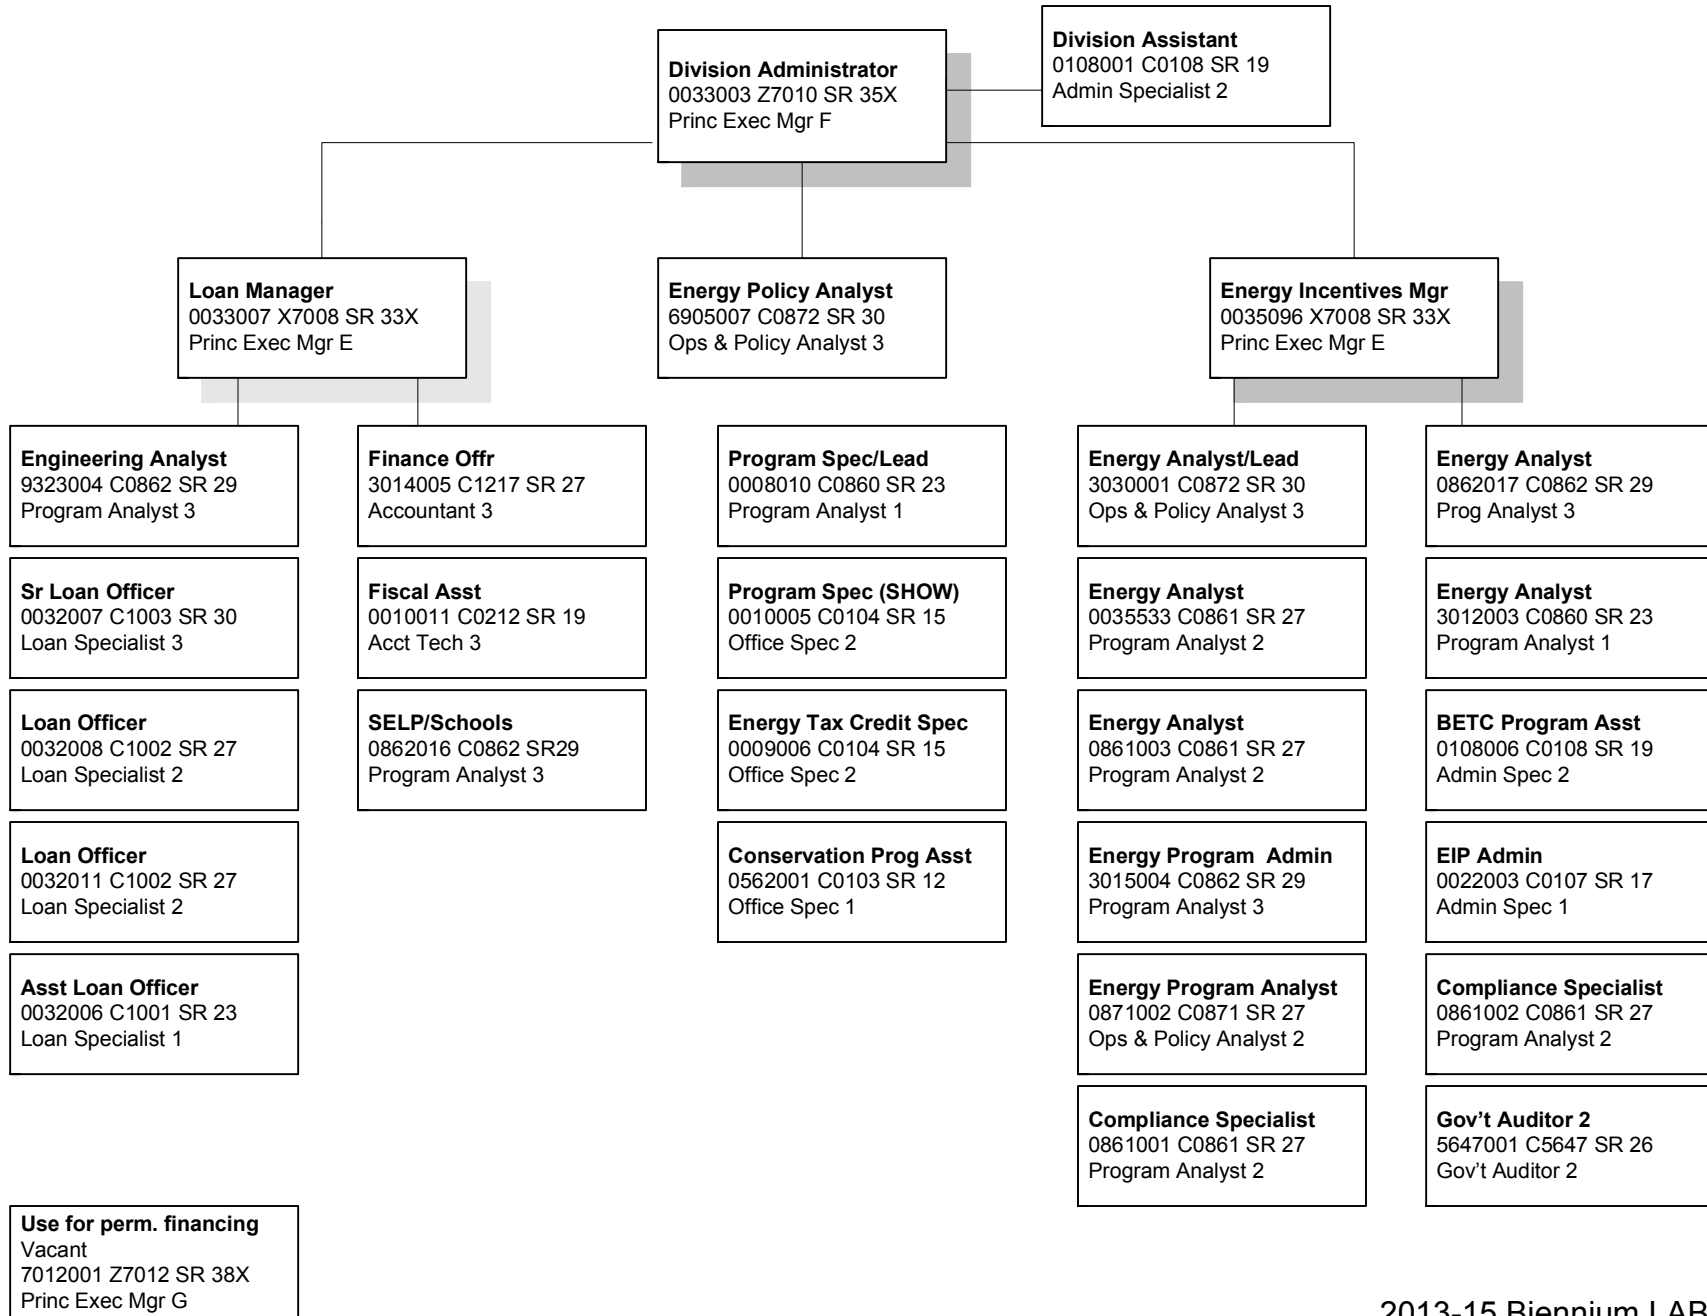 Division Assistant
0108001 C0108 SR 19
Admin Specialist 2
Division Administrator
0033003 Z7010 SR 35X
Princ Exec Mgr F
Loan Manager
0033007 X7008 SR 33X
Princ Exec Mgr E
Energy Policy Analyst
6905007 C0872 SR 30
Ops & Policy Analyst 3
Energy Incentives Mgr
0035096 X7008 SR 33X
Princ Exec Mgr E
Engineering Analyst
9323004 C0862 SR 29
Program Analyst 3
Sr Loan Officer
0032007 C1003 SR 30
Loan Specialist 3
Loan Officer
0032008 C1002 SR 27
Loan Specialist 2
Loan Officer
0032011 C1002 SR 27
Loan Specialist 2
Asst Loan Officer
0032006 C1001 SR 23
Loan Specialist 1
Finance Offr
3014005 C1217 SR 27
Accountant 3
Fiscal Asst
0010011 C0212 SR 19
Acct Tech 3
SELP/Schools
0862016 C0862 SR29
Program Analyst 3
Program Spec/Lead
0008010 C0860 SR 23
Program Analyst 1
Program Spec (SHOW)
0010005 C0104 SR 15
Office Spec 2
Energy Tax Credit Spec
0009006 C0104 SR 15
Office Spec 2
Conservation Prog Asst
0562001 C0103 SR 12
Office Spec 1
Energy Analyst/Lead
3030001 C0872 SR 30
Ops & Policy Analyst 3
Energy Analyst
0035533 C0861 SR 27
Program Analyst 2
Energy Analyst
0861003 C0861 SR 27
Program Analyst 2
Energy Program  Admin
3015004 C0862 SR 29
Program Analyst 3
Energy Program Analyst
0871002 C0871 SR 27
Ops & Policy Analyst 2
Compliance Specialist
0861001 C0861 SR 27
Program Analyst 2
Energy Analyst
0862017 C0862 SR 29
Prog Analyst 3
Energy Analyst
3012003 C0860 SR 23
Program Analyst 1
BETC Program Asst
0108006 C0108 SR 19
Admin Spec 2
EIP Admin
0022003 C0107 SR 17
Admin Spec 1
Compliance Specialist
0861002 C0861 SR 27
Program Analyst 2
Gov’t Auditor 2
5647001 C5647 SR 26
Gov’t Auditor 2
Use for perm. financing
Vacant
7012001 Z7012 SR 38X
Princ Exec Mgr G
2013-15 Biennium LAB